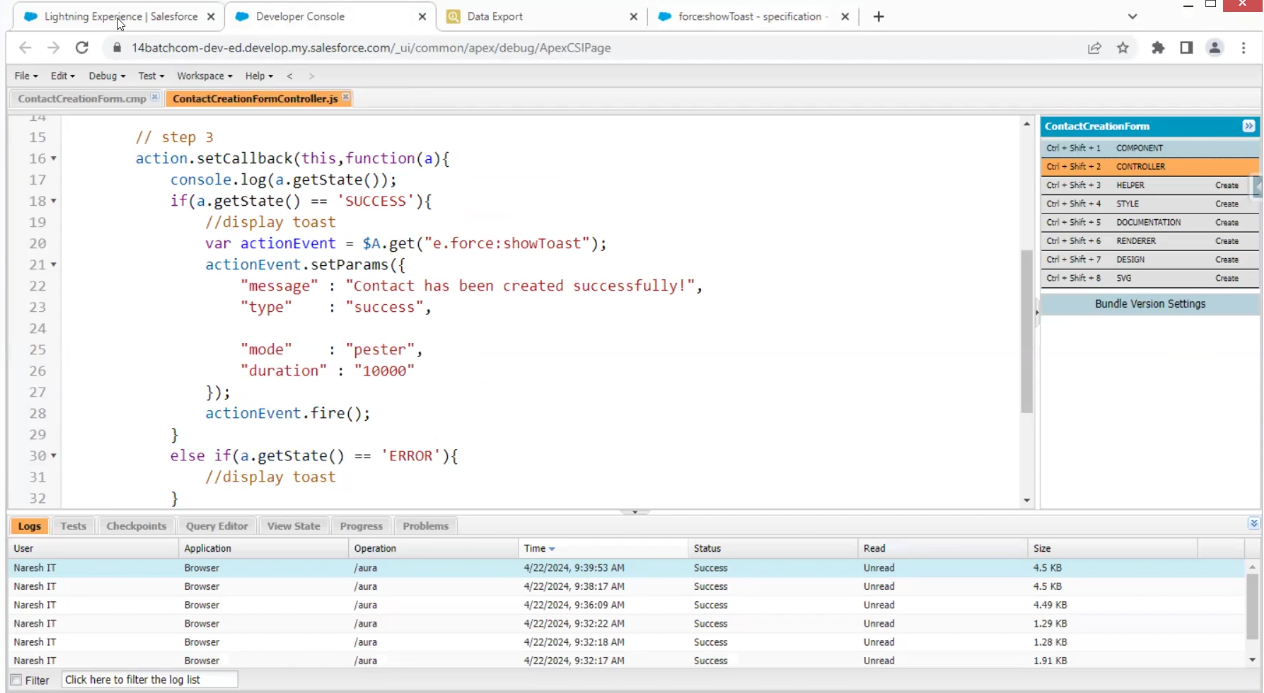 Lightning Experience | Salesforce
Developer Console
Data Export
force:showToast - specification -
14batchcom-dev-ed.develop.my.salesforce.com/_ui/common/apex/debug/ApexCSIPage
File Edit Debug Test Workspace Help < >
ContactCreationForm.cmp ContactCreationFormController.js
14
15 // step 3
16 action.setCallback(this,function(a){
17 console.log(a.getState());
18 if(a.getState() == 'SUCCESS'){
19 //display toast
20 var actionEvent = $A.get("e.force:showToast");
21 actionEvent.setParams({
22 "message" : "Contact has been created successfully!",
23 "type" : "success",
24
25 "mode" : "pester",
26 "duration" : "10000"
27 });
28 actionEvent.fire();
29 }
30 else if(a.getState() == 'ERROR'){
31 //display toast
32 }
ContactCreationForm
Ctrl + Shift + 1 COMPONENT
Ctrl + Shift + 2 CONTROLLER
Ctrl + Shift + 3 HELPER Create
Ctrl + Shift + 4 STYLE Create
Ctrl + Shift + 5 DOCUMENTATION Create
Ctrl + Shift + 6 RENDERER Create
Ctrl + Shift + 7 DESIGN Create
Ctrl + Shift + 8 SVG Create
Bundle Version Settings
Logs Tests Checkpoints Query Editor View State Progress Problems
User Application Operation Time Status Read Size
Naresh IT Browser /aura 4/22/2024, 9:39:53 AM Success Unread 4.5 KB
Naresh IT Browser /aura 4/22/2024, 9:38:17 AM Success Unread 4.5 KB
Naresh IT Browser /aura 4/22/2024, 9:36:09 AM Success Unread 4.49 KB
Naresh IT Browser /aura 4/22/2024, 9:32:22 AM Success Unread 1.29 KB
Naresh IT Browser /aura 4/22/2024, 9:32:18 AM Success Unread 1.28 KB
Naresh IT Browser /aura 4/22/2024, 9:32:17 AM Success Unread 1.91 KB
Filter Click here to filter the log list